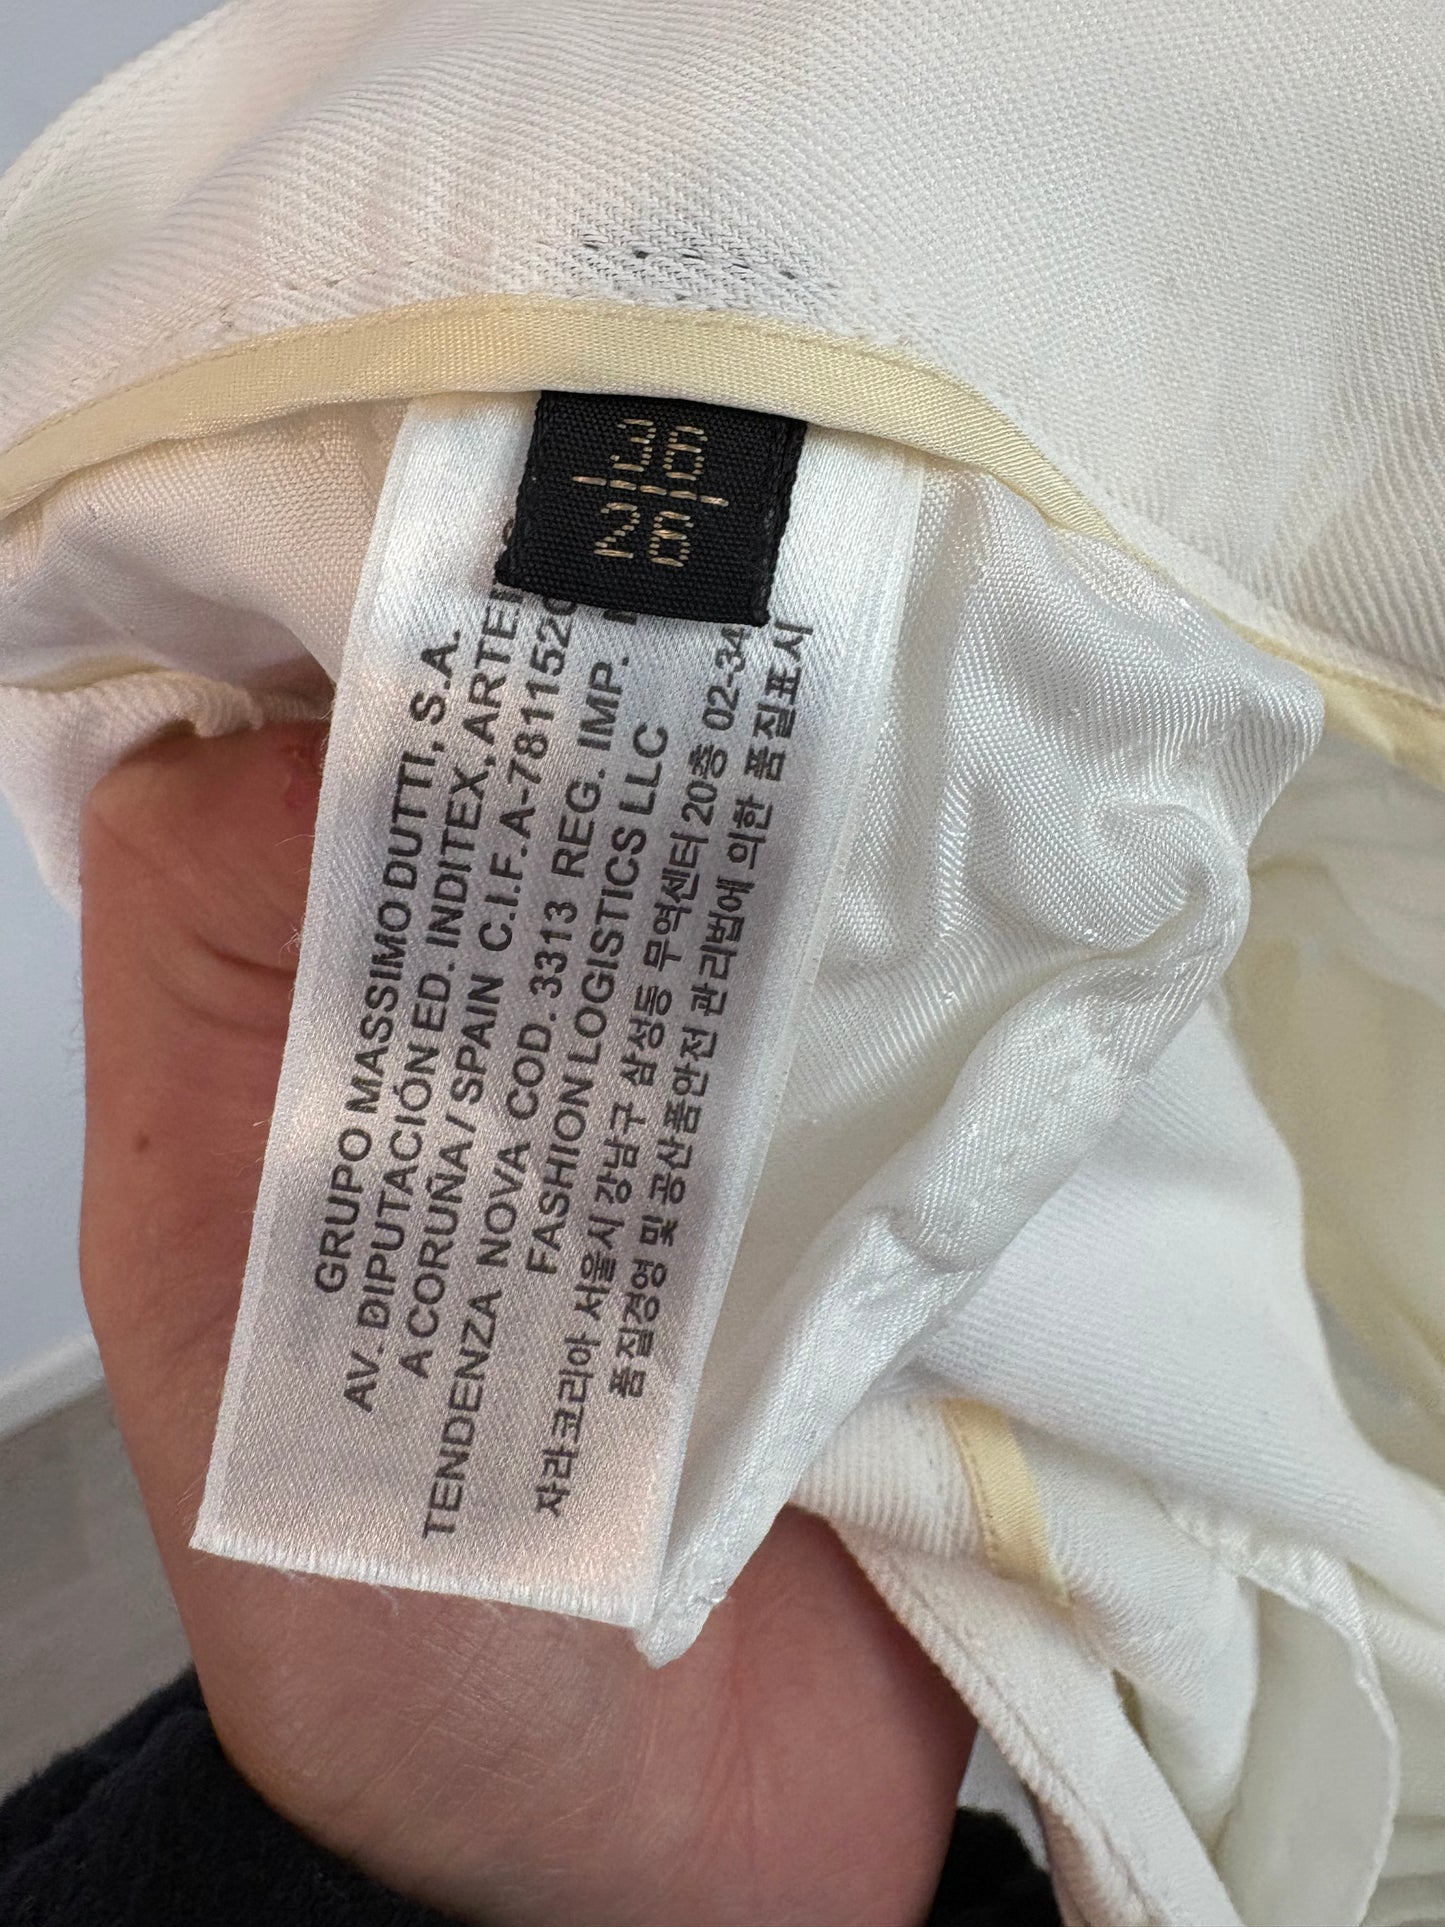 36
26
GRUPO MASSIMO DUTTI, S.A.
AV. DIPUTACIÓN ED. INDITEX, ARTEI
A CORUÑA / SPAIN C.I.F. A-781152
TENDENZA NOVA COD. 3313 REG. IMP.
FASHION LOGISTICS LLC
자라코리아 서울시 강남구 삼성동 무역센터 20층 02-34
품질경영 및 공산품안전 관리법에 의한 품질표시